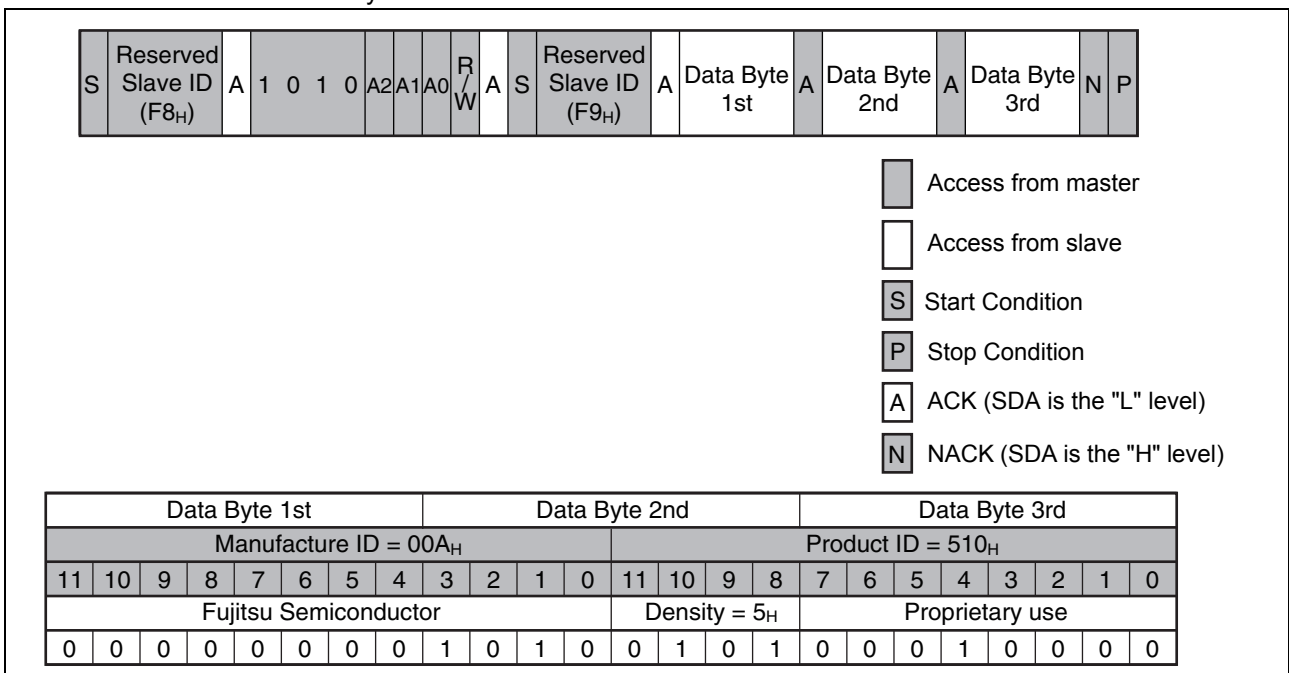 S Reserved Slave ID (F8H) A 1 0 1 0 A2 A1 A0 R/W A S Reserved Slave ID (F9H) A Data Byte 1st A Data Byte 2nd A Data Byte 3rd N P
Access from master
Access from slave
S Start Condition
P Stop Condition
A ACK (SDA is the "L" level)
N NACK (SDA is the "H" level)
Data Byte 1st Data Byte 2nd Data Byte 3rd
Manufacture ID = 00AH Product ID = 510H
11 10 9 8 7 6 5 4 3 2 1 0 11 10 9 8 7 6 5 4 3 2 1 0
Fujitsu Semiconductor Density = 5H Proprietary use
0 0 0 0 0 0 0 0 1 0 1 0 0 1 0 1 0 0 0 1 0 0 0 0